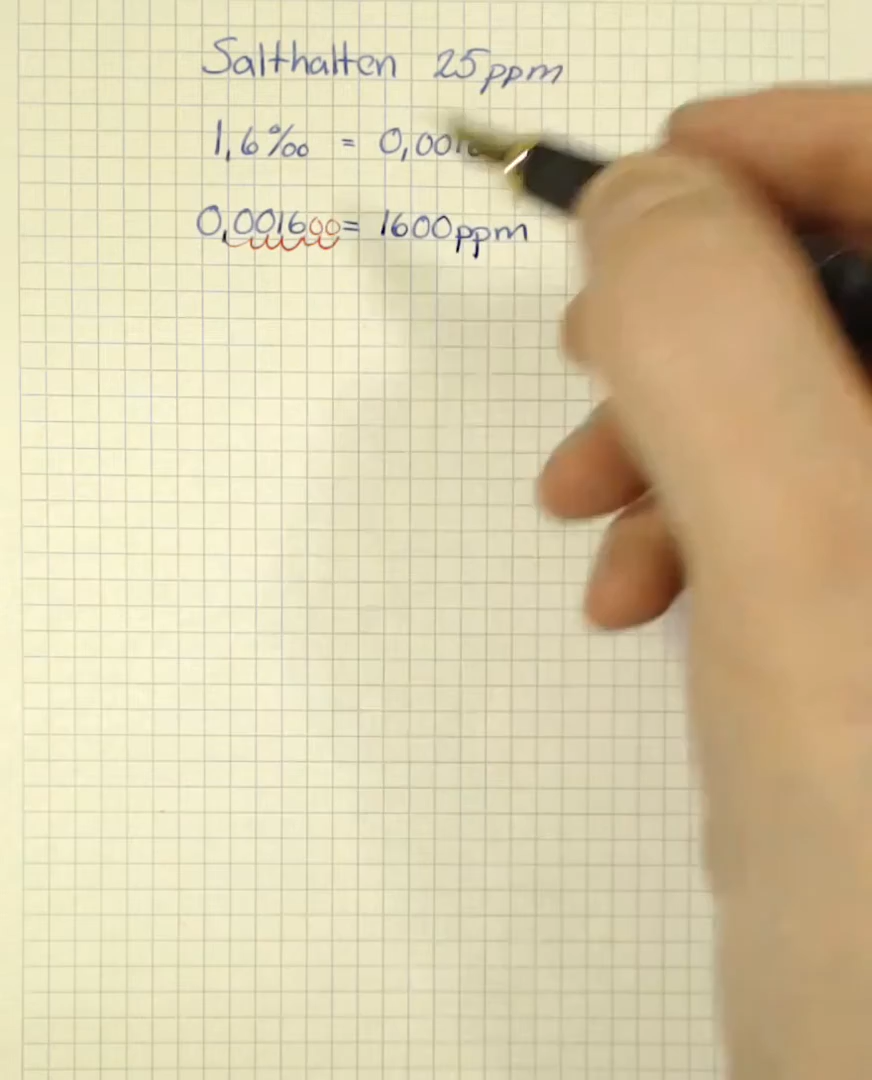 Salthalten 25ppm
1,6‰ = 0,001
0,001600= 1600ppm